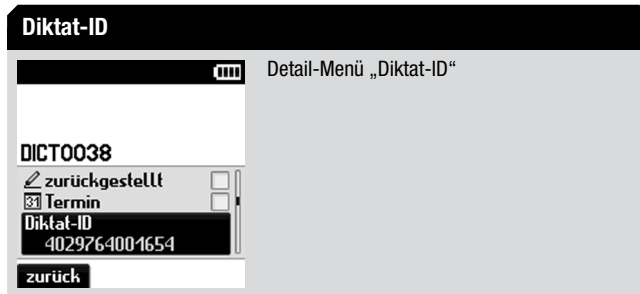 Diktat-ID
Detail-Menü „Diktat-ID“
DICT0038
zurückgestellt
31 Termin
Diktat-ID
4029764001654
zurück